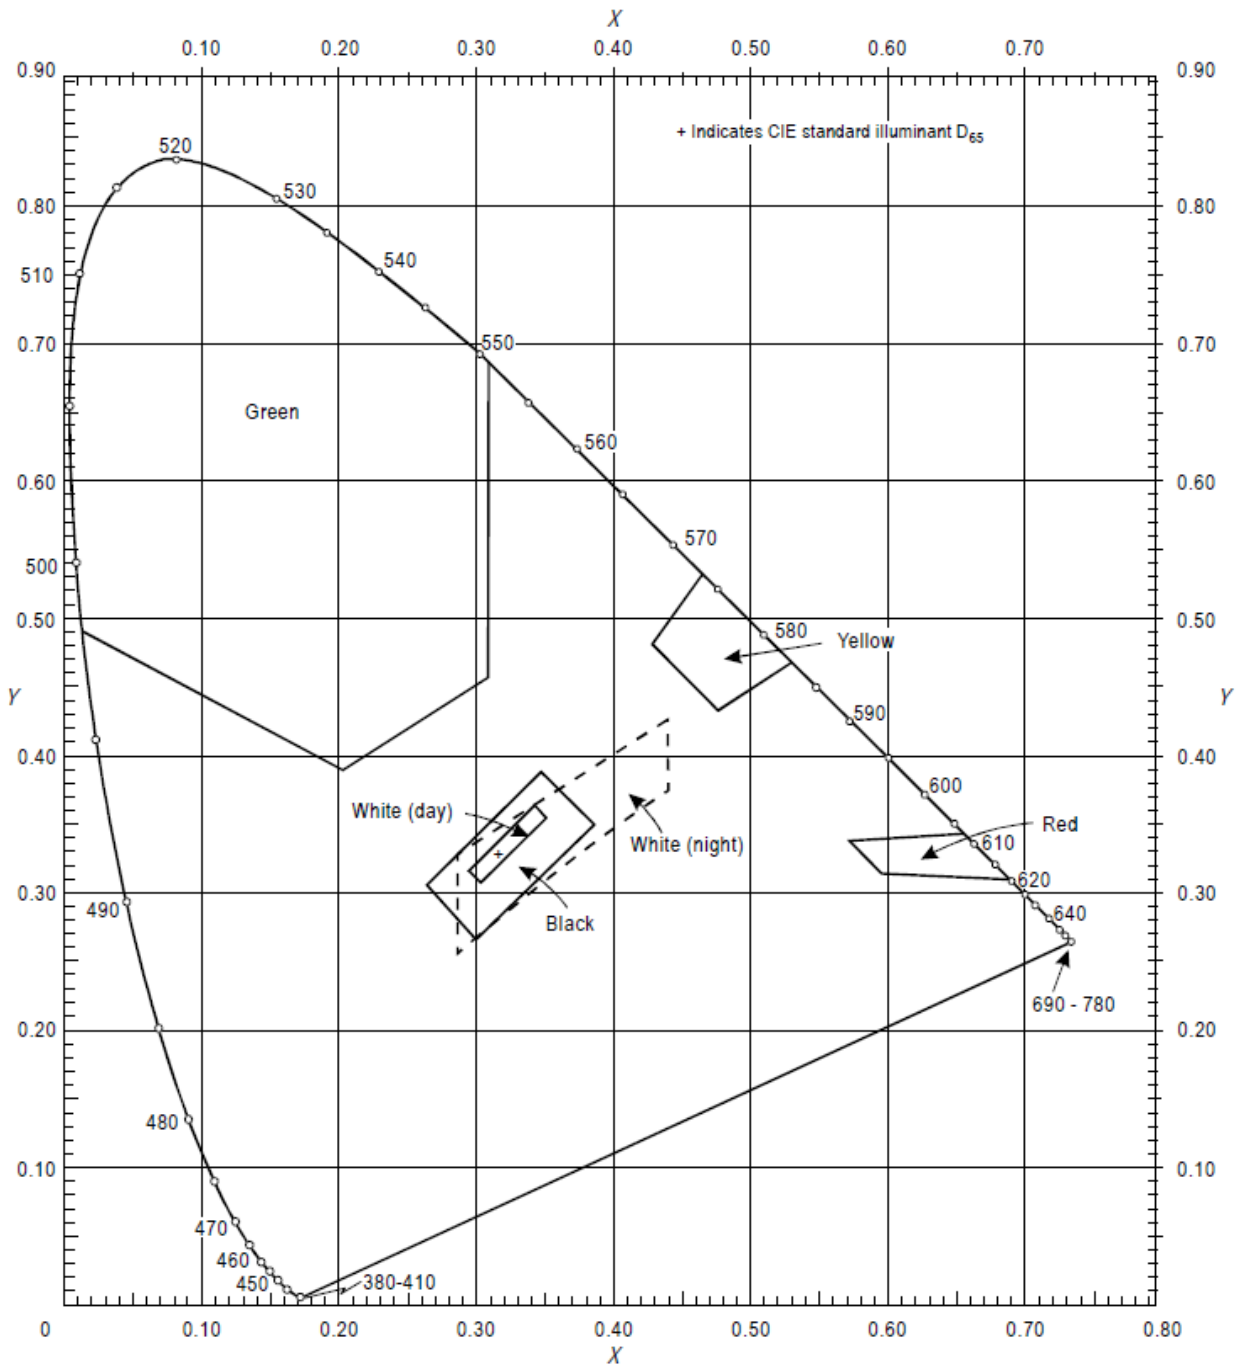 X
0.10 0.20 0.30 0.40 0.50 0.60 0.70
0.90 0.90
+ Indicates CIE standard illuminant D65
520
530
0.80 0.80
540
510
550
0.70 0.70
Green
560
0.60 0.60
570
500
0.50 0.50
580
Yellow
Y Y
590
0.40 0.40
600
White (day)
Red
610
White (night)
620
0.30 0.30
490
640
Black
690 - 780
0.20 0.20
480
0.10 0.10
470
460
450
380-410
0 0.10 0.20 0.30 0.40 0.50 0.60 0.70 0.80
X